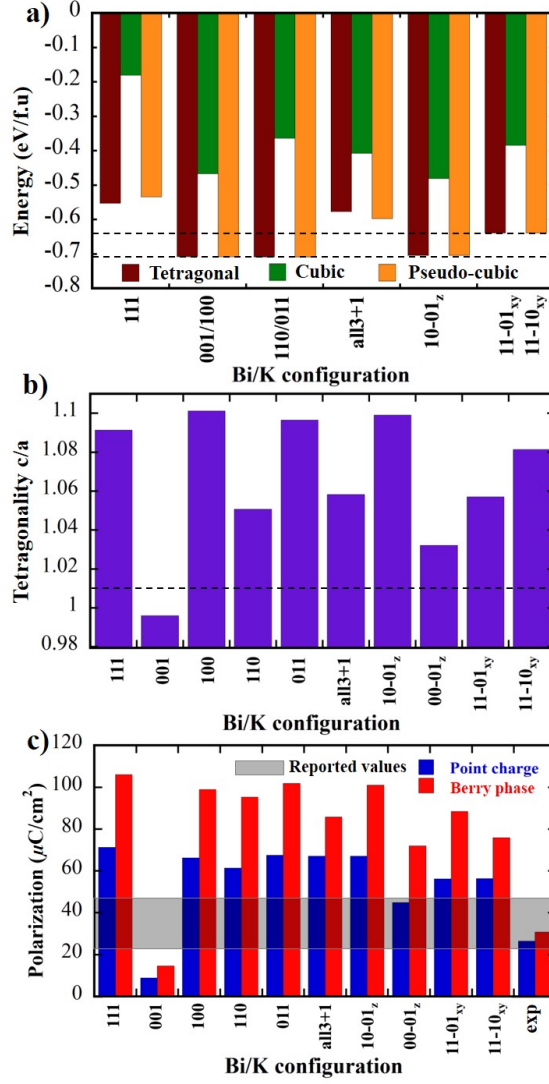 a)
0
-0.1
-0.2
-0.3
-0.4
-0.5
-0.6
-0.7
-0.8
Energy (eV/f.u)
Tetragonal Cubic Pseudo-cubic
111
001/100
110/011
all3+1
10-01z
11-01xy
11-10xy
Bi/K configuration
b)
1.1
1.08
1.06
1.04
1.02
1
0.98
Tetragonality c/a
111
001
100
110
011
all3+1
10-01z
00-01z
11-01xy
11-10xy
Bi/K configuration
c)
120
100
80
60
40
20
0
Polarization (μC/cm²)
Reported values Point charge
Berry phase
111
001
100
110
011
all3+1
10-01z
00-01z
11-01xy
11-10xy
exp
Bi/K configuration